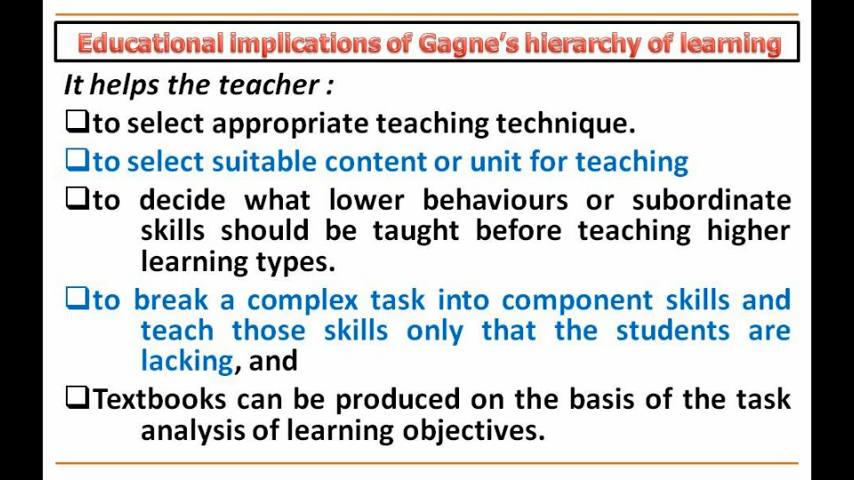 Educational implications of Gagne's hierarchy of learning
It helps the teacher :
❑to select appropriate teaching technique.
❑to select suitable content or unit for teaching
❑to decide what lower behaviours or subordinate
skills should be taught before teaching higher
learning types.
❑to break a complex task into component skills and
teach those skills only that the students are
lacking, and
❑Textbooks can be produced on the basis of the task
analysis of learning objectives.